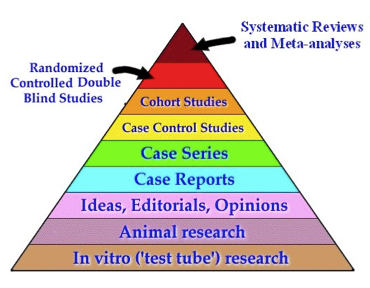 Systematic Reviews
and Meta-analyses
Randomized
Controlled Double
Blind Studies
Cohort Studies
Case Control Studies
Case Series
Case Reports
Ideas, Editorials, Opinions
Animal research
In vitro ('test tube') research